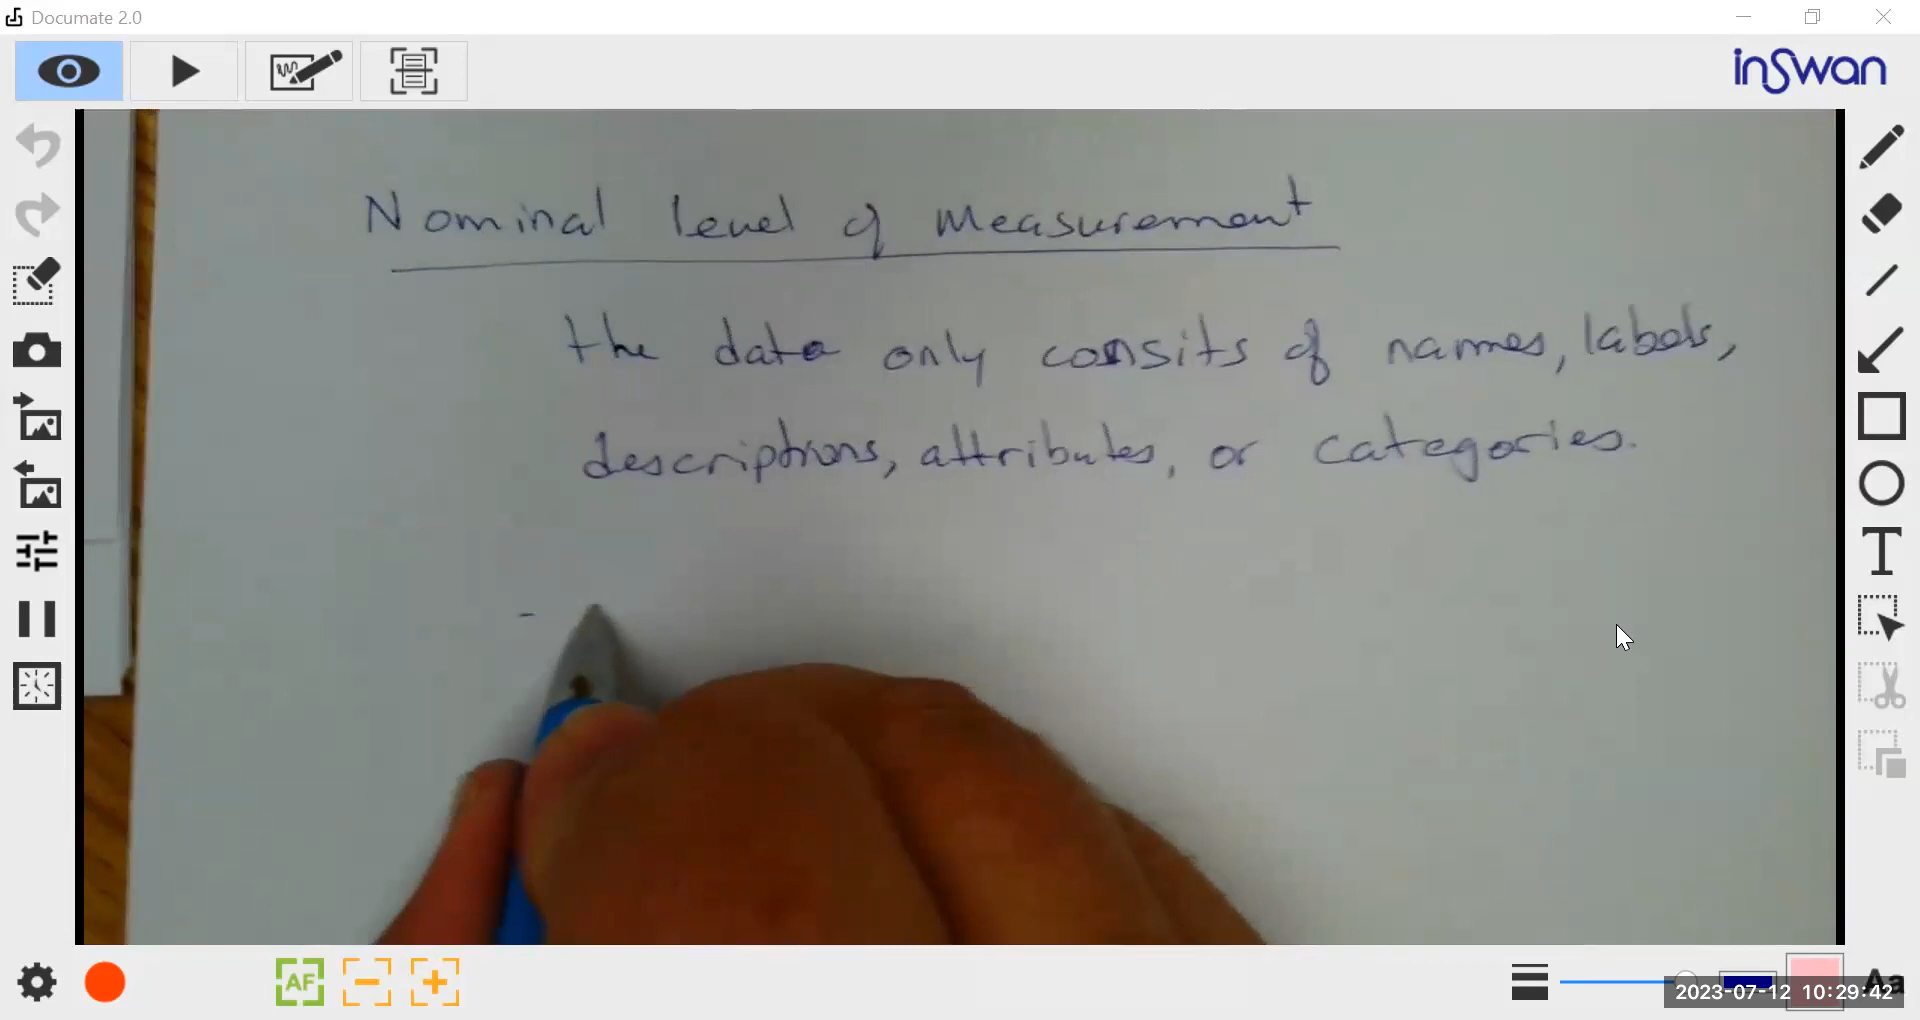 Documate 2.0
inswan
Nominal level of Measurement
the data only consits of names, labels,
descriptions, attributes, or categories.
-
T
AF
Aa
2023-07-12 10:29:42